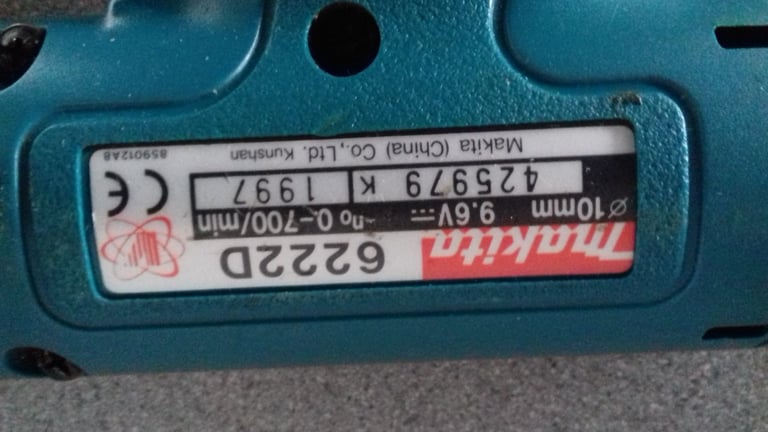 makita 6222D
⌀10mm 9.6V⎓ n₀ 0-700/min
425979 K 1997
Makita (China) Co.,Ltd. Kunshan 859012A8
CE